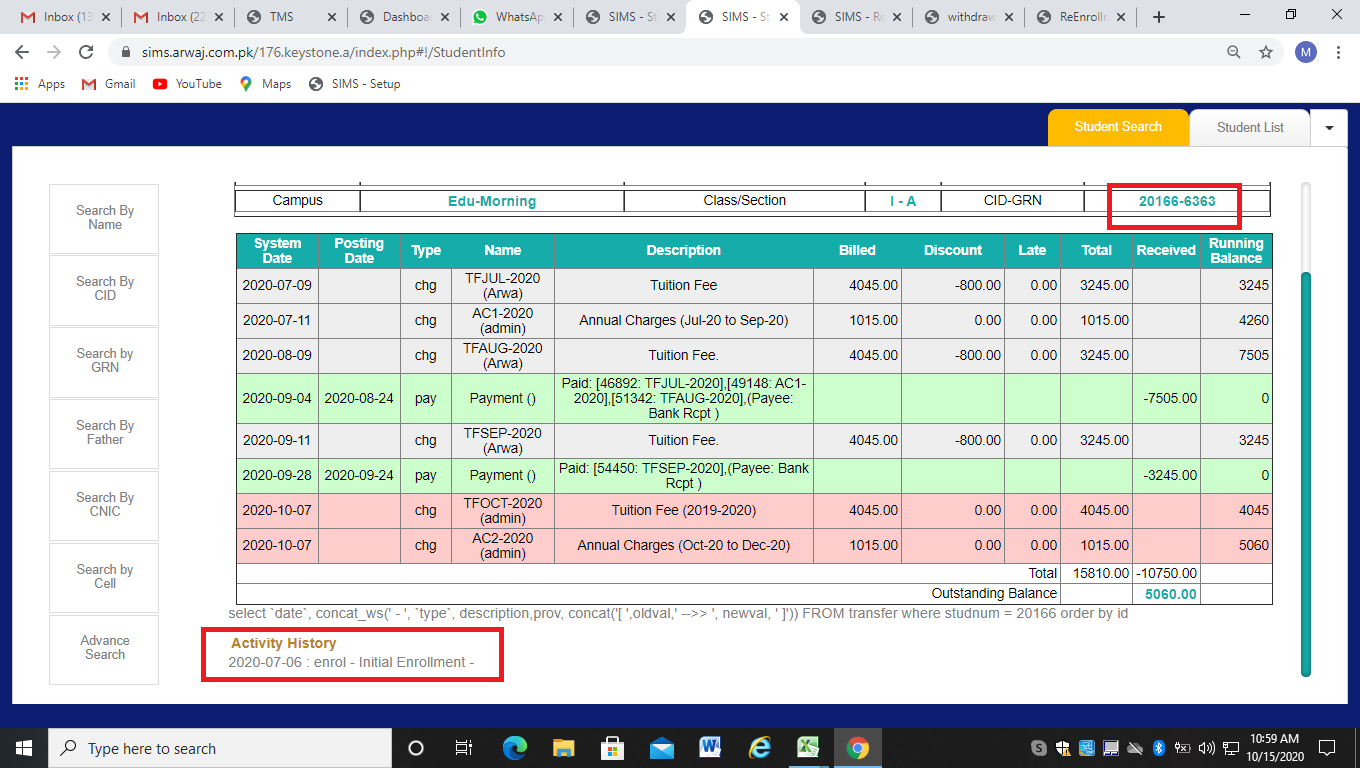 Inbox (13
Inbox (22
TMS
Dashboa
WhatsAp
SIMS - St
SIMS - St
SIMS - Re
withdraw
ReEnrollm
sims.arwaj.com.pk/176.keystone.a/index.php#!/StudentInfo
M
Apps
Gmail
YouTube
Maps
SIMS - Setup
Student Search
Student List
Search By
Name
Search By
CID
Search by
GRN
Search By
Father
Search By
CNIC
Search by
Cell
Advance
Search
Campus Edu-Morning Class/Section I - A CID-GRN 20166-6363
System Date Posting Date Type Name Description Billed Discount Late Total Received Running Balance
2020-07-09 chg TFJUL-2020 (Arwa) Tuition Fee 4045.00 -800.00 0.00 3245.00 3245
2020-07-11 chg AC1-2020 (admin) Annual Charges (Jul-20 to Sep-20) 1015.00 0.00 0.00 1015.00 4260
2020-08-09 chg TFAUG-2020 (Arwa) Tuition Fee. 4045.00 -800.00 0.00 3245.00 7505
2020-09-04 2020-08-24 pay Payment () Paid: [46892: TFJUL-2020],[49148: AC1-2020],[51342: TFAUG-2020],(Payee: Bank Rcpt ) -7505.00 0
2020-09-11 chg TFSEP-2020 (Arwa) Tuition Fee. 4045.00 -800.00 0.00 3245.00 3245
2020-09-28 2020-09-24 pay Payment () Paid: [54450: TFSEP-2020],(Payee: Bank Rcpt ) -3245.00 0
2020-10-07 chg TFOCT-2020 (admin) Tuition Fee (2019-2020) 4045.00 0.00 0.00 4045.00 4045
2020-10-07 chg AC2-2020 (admin) Annual Charges (Oct-20 to Dec-20) 1015.00 0.00 0.00 1015.00 5060
Total 15810.00 -10750.00
Outstanding Balance 5060.00
select `date`, concat_ws(' - ', `type`, description,prov, concat('[ ',oldval,' -->> ', newval, ' ]')) FROM transfer where studnum = 20166 order by id
Activity History
2020-07-06 : enrol - Initial Enrollment -
Type here to search
10:59 AM
10/15/2020